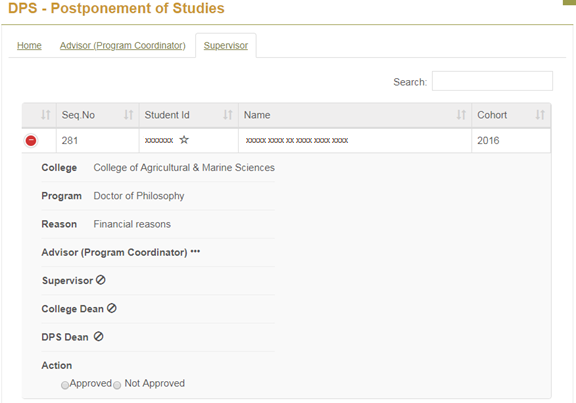 DPS - Postponement of Studies
Home Advisor (Program Coordinator) Supervisor
Search:
Seq.No Student Id Name Cohort
281 xxxxxxx xxxxx xxxx xx xxxx xxxx xxxx 2016
College College of Agricultural & Marine Sciences
Program Doctor of Philosophy
Reason Financial reasons
Advisor (Program Coordinator) ***
Supervisor
College Dean
DPS Dean
Action
Approved Not Approved